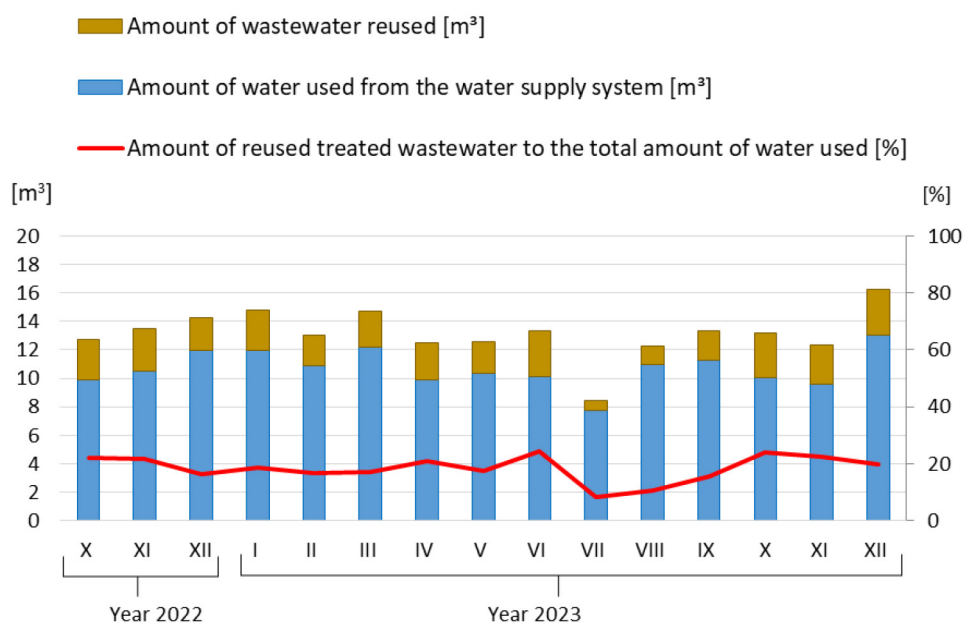 Amount of wastewater reused [m³]
Amount of water used from the water supply system [m³]
Amount of reused treated wastewater to the total amount of water used [%]
[m³] [%]
20 100
18
16 80
14
12 60
10
8 40
6
4 20
2
0 0
X XI XII I II III IV V VI VII VIII IX X XI XII
Year 2022 Year 2023